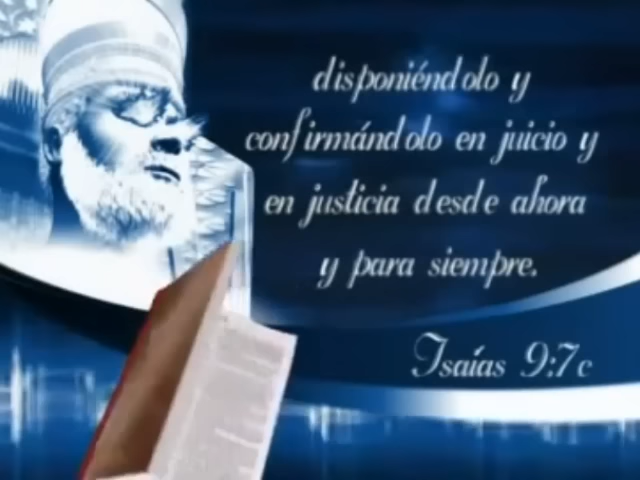 disponiéndolo y
confirmándolo en juicio y
en justicia desde ahora
y para siempre.
Isaías 9:7c